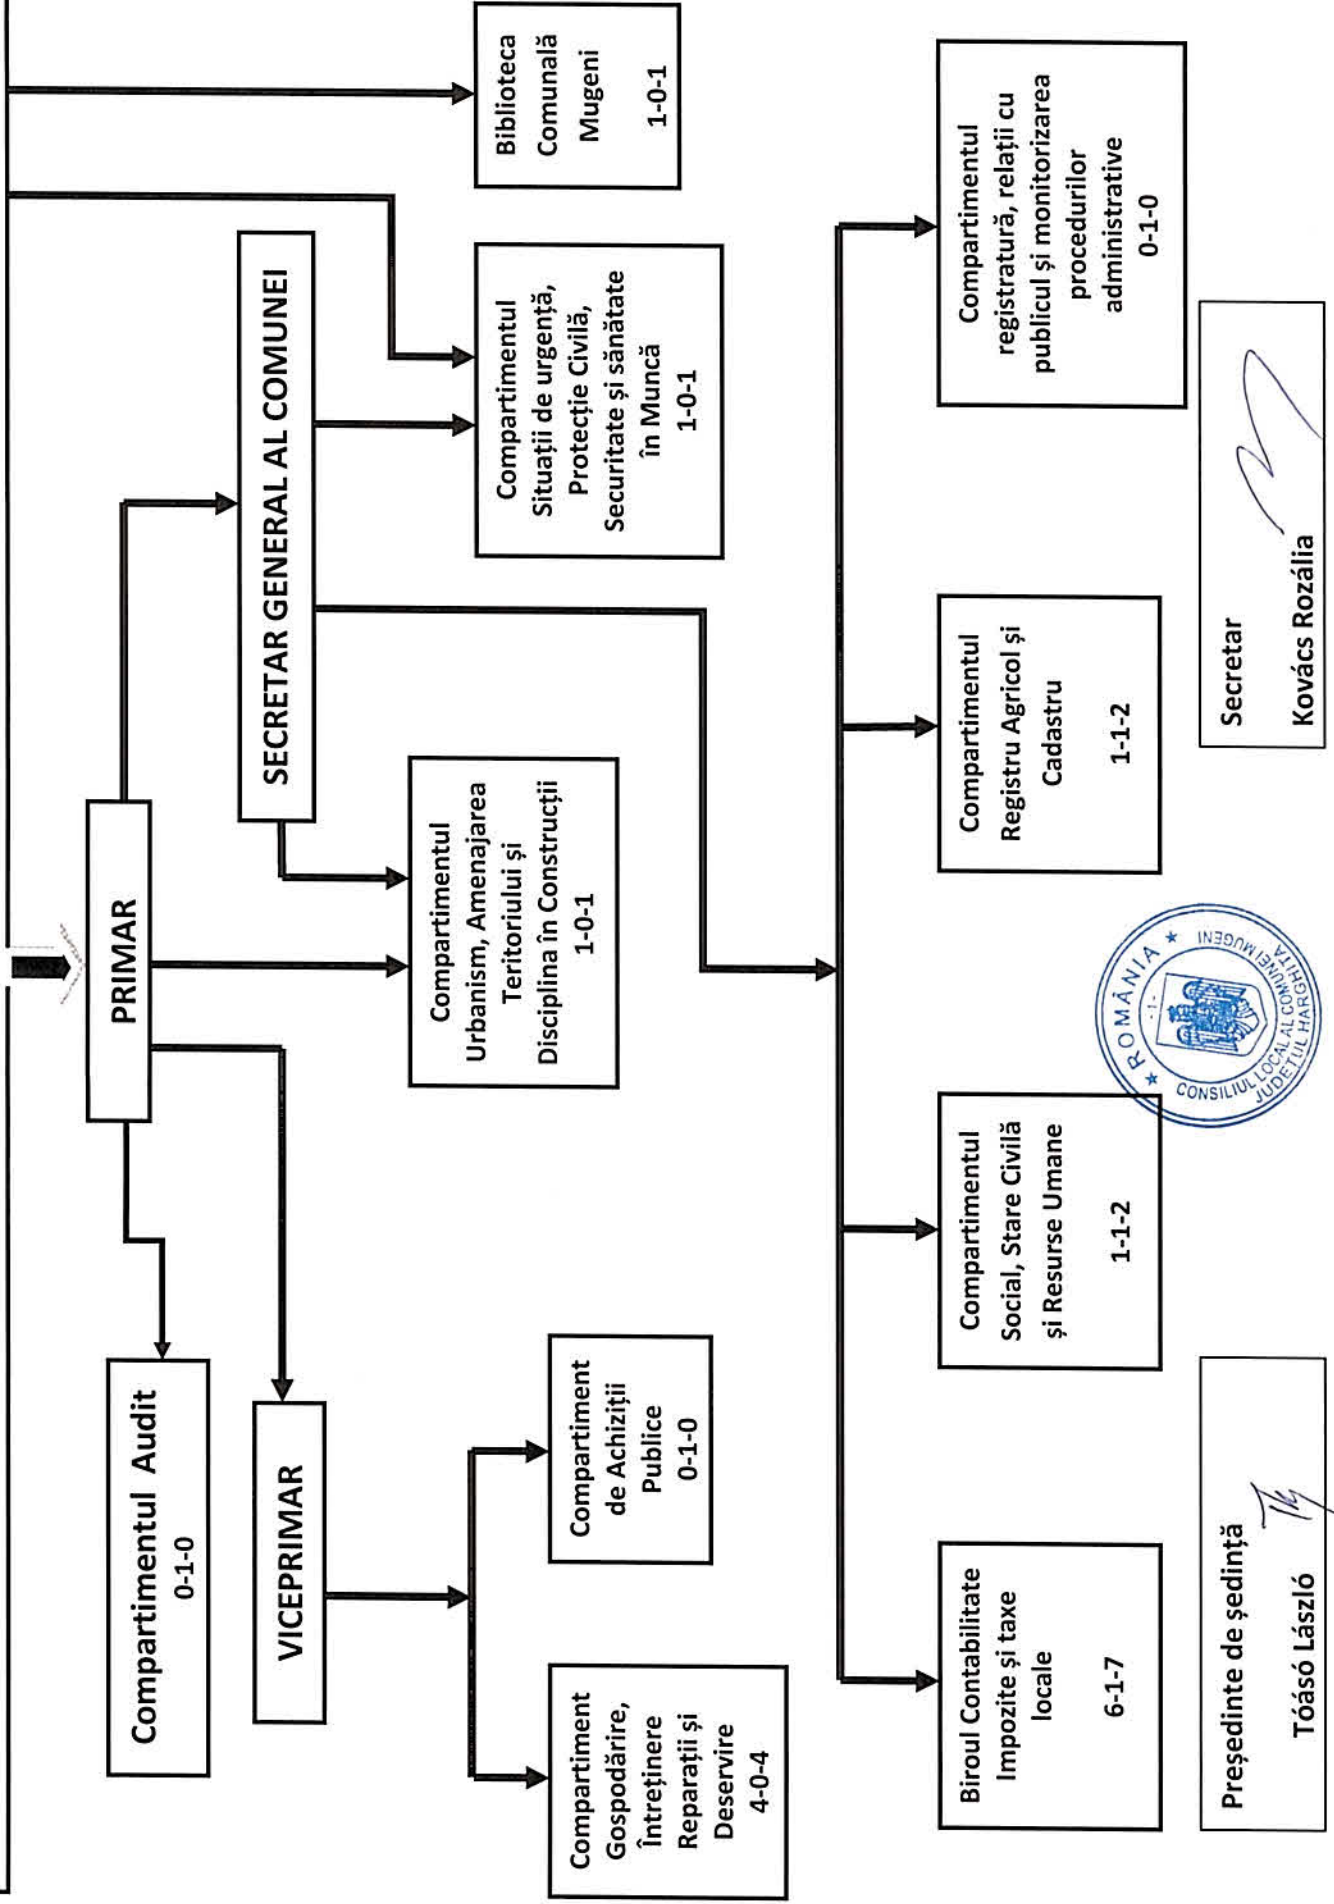 PRIMAR
Compartimentul Audit
0-1-0
VICEPRIMAR
SECRETAR GENERAL AL COMUNEI
Compartimentul
Urbanism, Amenajarea
Teritoriului și
Disciplina în Construcții
1-0-1
Compartimentul
Situații de urgență,
Protecție Civilă,
Securitate și sănătate
în Muncă
1-0-1
Biblioteca
Comunală
Mugeni
1-0-1
Compartiment
Gospodărire,
Întreținere
Reparații și
Deservire
4-0-4
Compartiment
de Achiziții
Publice
0-1-0
Biroul Contabilitate
Impozite și taxe
locale
6-1-7
Compartimentul
Social, Stare Civilă
și Resurse Umane
1-1-2
Compartimentul
Registru Agricol și
Cadastru
1-1-2
Compartimentul
registratură, relații cu
publicul și monitorizarea
procedurilor
administrative
0-1-0
Președinte de ședință
Tóásó László
★ ROMÂNIA ★
- 1 -
CONSILIUL LOCAL AL COMUNEI MUGENI
JUDEȚUL HARGHITA
Secretar
Kovács Rozália